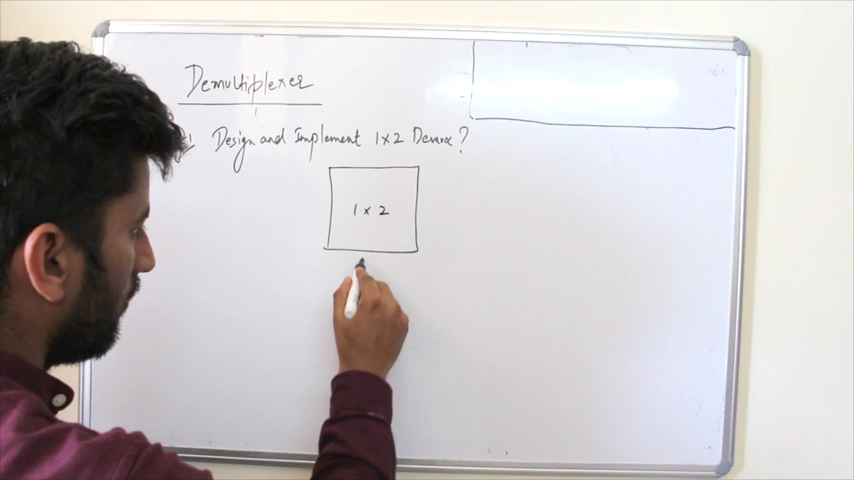 Demultiplexer
Design and Implement 1x2 Demux?
1 x 2